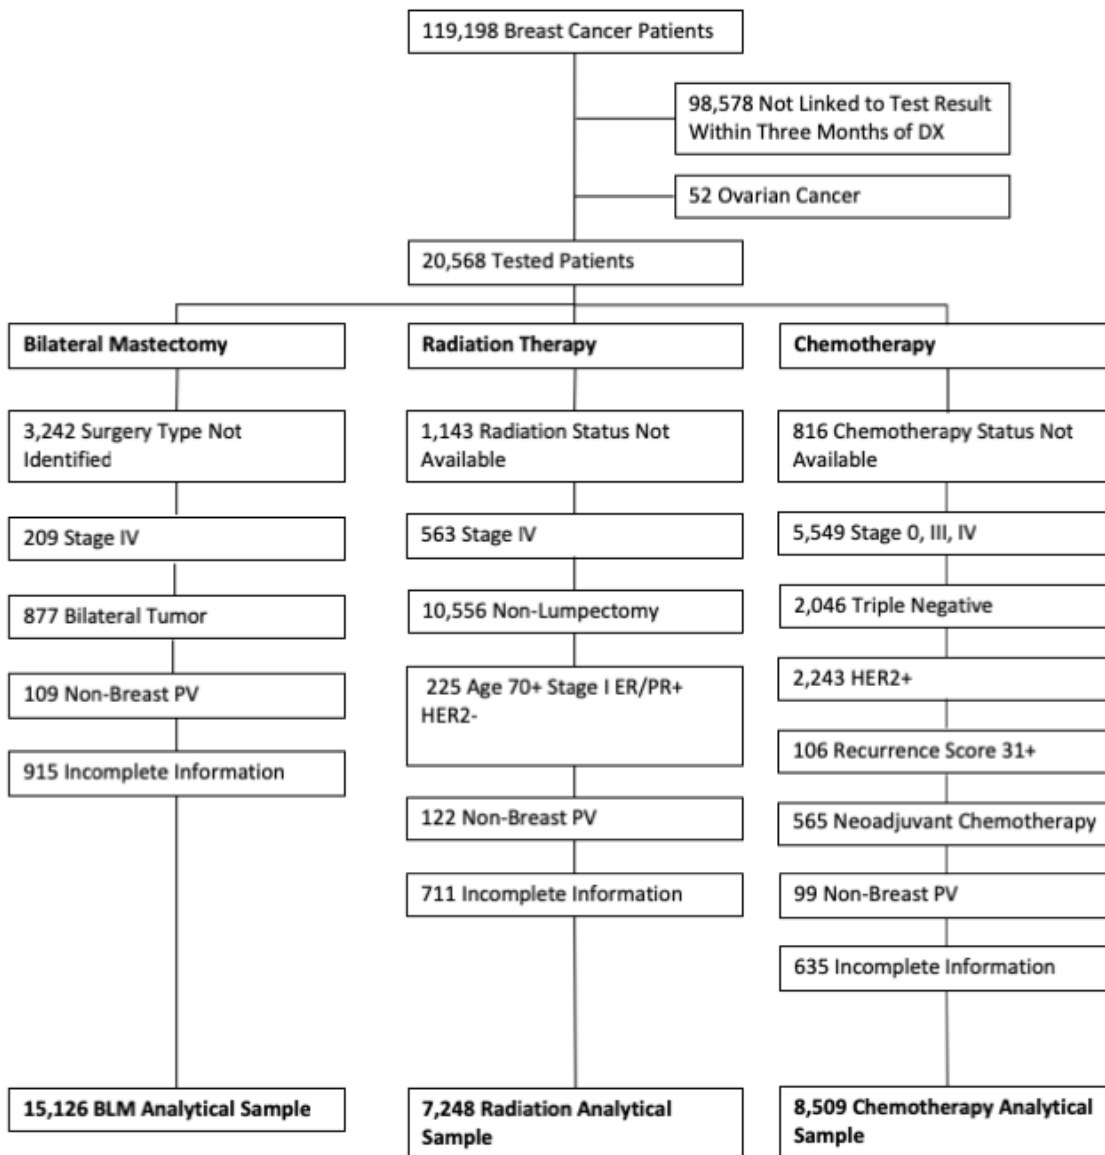 119,198 Breast Cancer Patients
98,578 Not Linked to Test Result
Within Three Months of DX
52 Ovarian Cancer
20,568 Tested Patients
Bilateral Mastectomy
3,242 Surgery Type Not
Identified
209 Stage IV
877 Bilateral Tumor
109 Non-Breast PV
915 Incomplete Information
15,126 BLM Analytical Sample
Radiation Therapy
1,143 Radiation Status Not
Available
563 Stage IV
10,556 Non-Lumpectomy
225 Age 70+ Stage I ER/PR+
HER2-
122 Non-Breast PV
711 Incomplete Information
7,248 Radiation Analytical
Sample
Chemotherapy
816 Chemotherapy Status Not
Available
5,549 Stage 0, III, IV
2,046 Triple Negative
2,243 HER2+
106 Recurrence Score 31+
565 Neoadjuvant Chemotherapy
99 Non-Breast PV
635 Incomplete Information
8,509 Chemotherapy Analytical
Sample